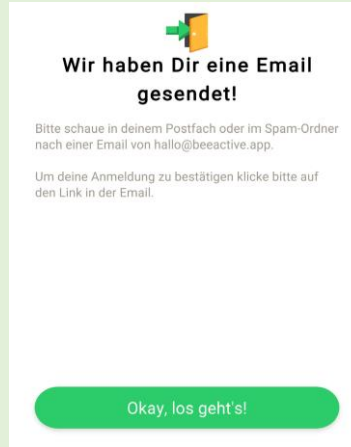 Wir haben Dir eine Email
gesendet!
Bitte schaue in deinem Postfach oder im Spam-Ordner
nach einer Email von hallo@beeactive.app.
Um deine Anmeldung zu bestätigen klicke bitte auf
den Link in der Email.
Okay, los geht's!